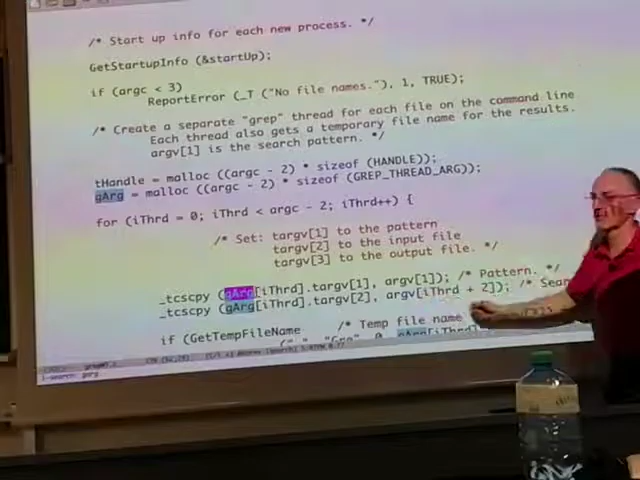 /* Start up info for each new process. */
GetStartupInfo (&startUp);
if (argc < 3)
ReportError (_T ("No file names."), 1, TRUE);
/* Create a separate "grep" thread for each file on the command line
Each thread also gets a temporary file name for the results.
argv[1] is the search pattern. */
tHandle = malloc ((argc - 2) * sizeof (HANDLE));
gArg = malloc ((argc - 2) * sizeof (GREP_THREAD_ARG));
for (iThrd = 0; iThrd < argc - 2; iThrd++) {
/* Set: targv[1] to the pattern
targv[2] to the input file
targv[3] to the output file. */
_tcscpy (gArg[iThrd].targv[1], argv[1]); /* Pattern. */
_tcscpy (gArg[iThrd].targv[2], argv[iThrd + 2]); /* Sear
if (GetTempFileName /* Temp file name
gArg[iThrd]